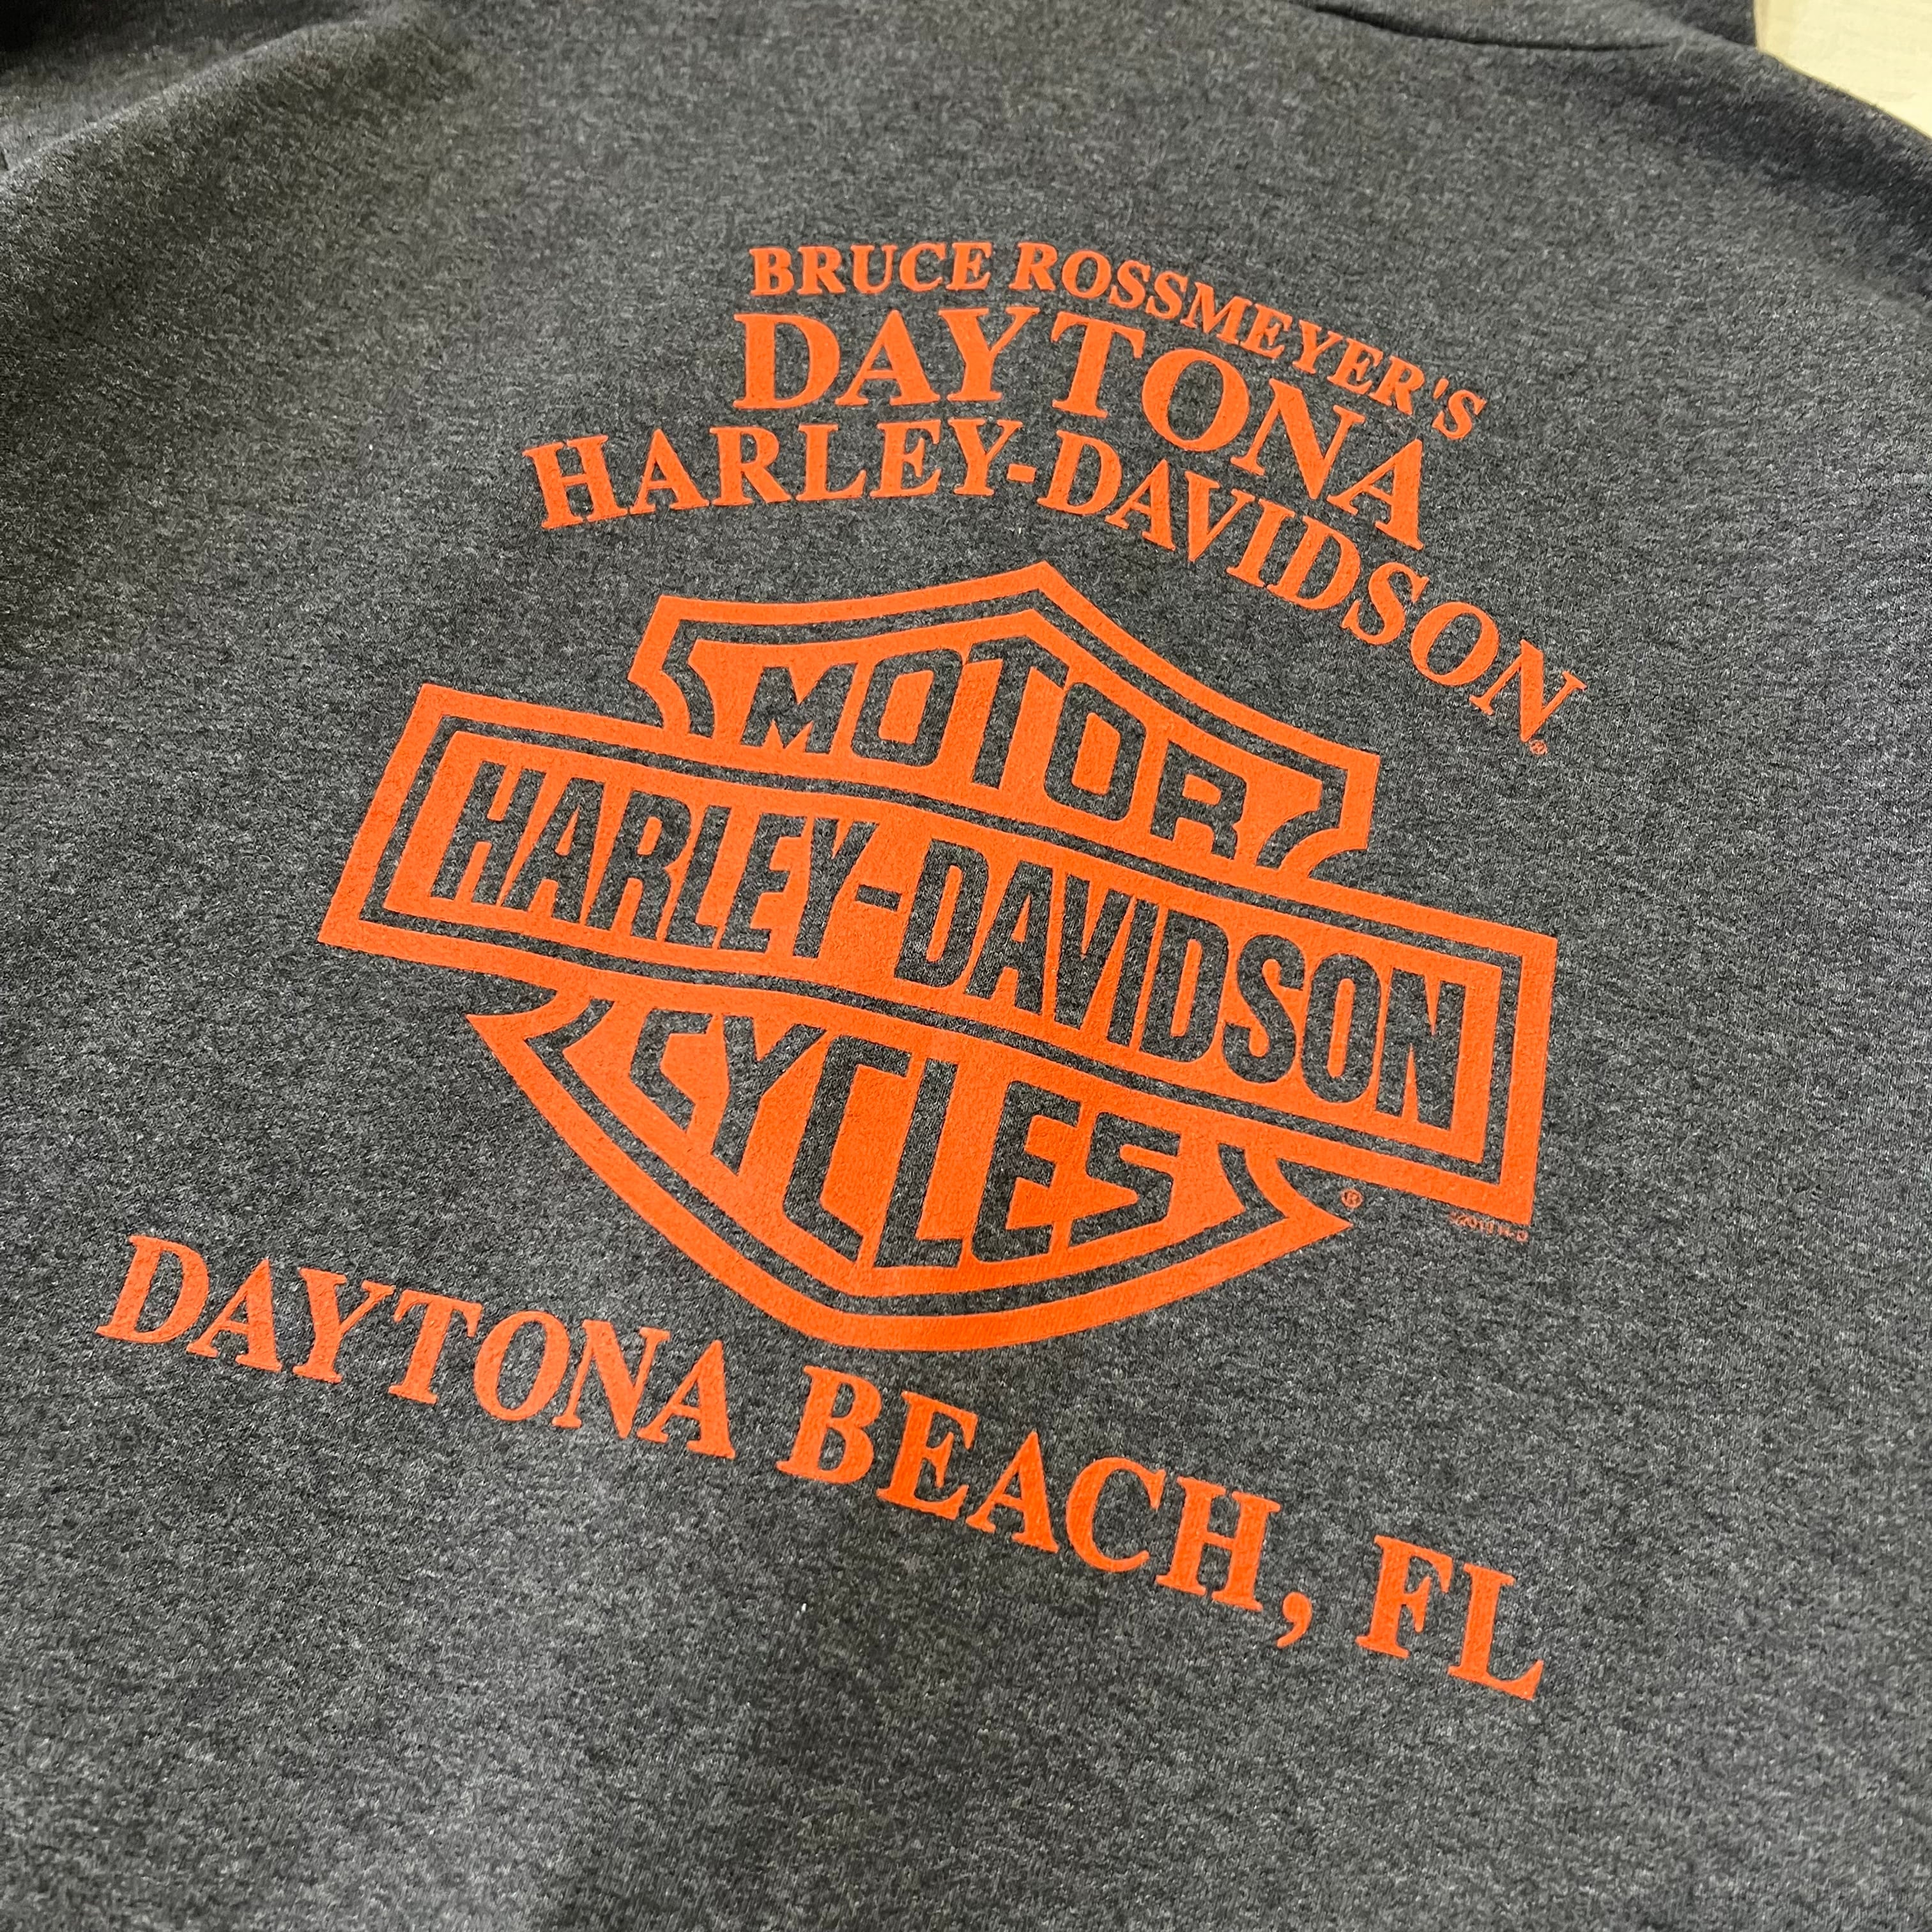 BRUCE ROSSMEYER'S
DAYTONA
HARLEY-DAVIDSON®
MOTOR
HARLEY-DAVIDSON
CYCLES
®
DAYTONA BEACH, FL